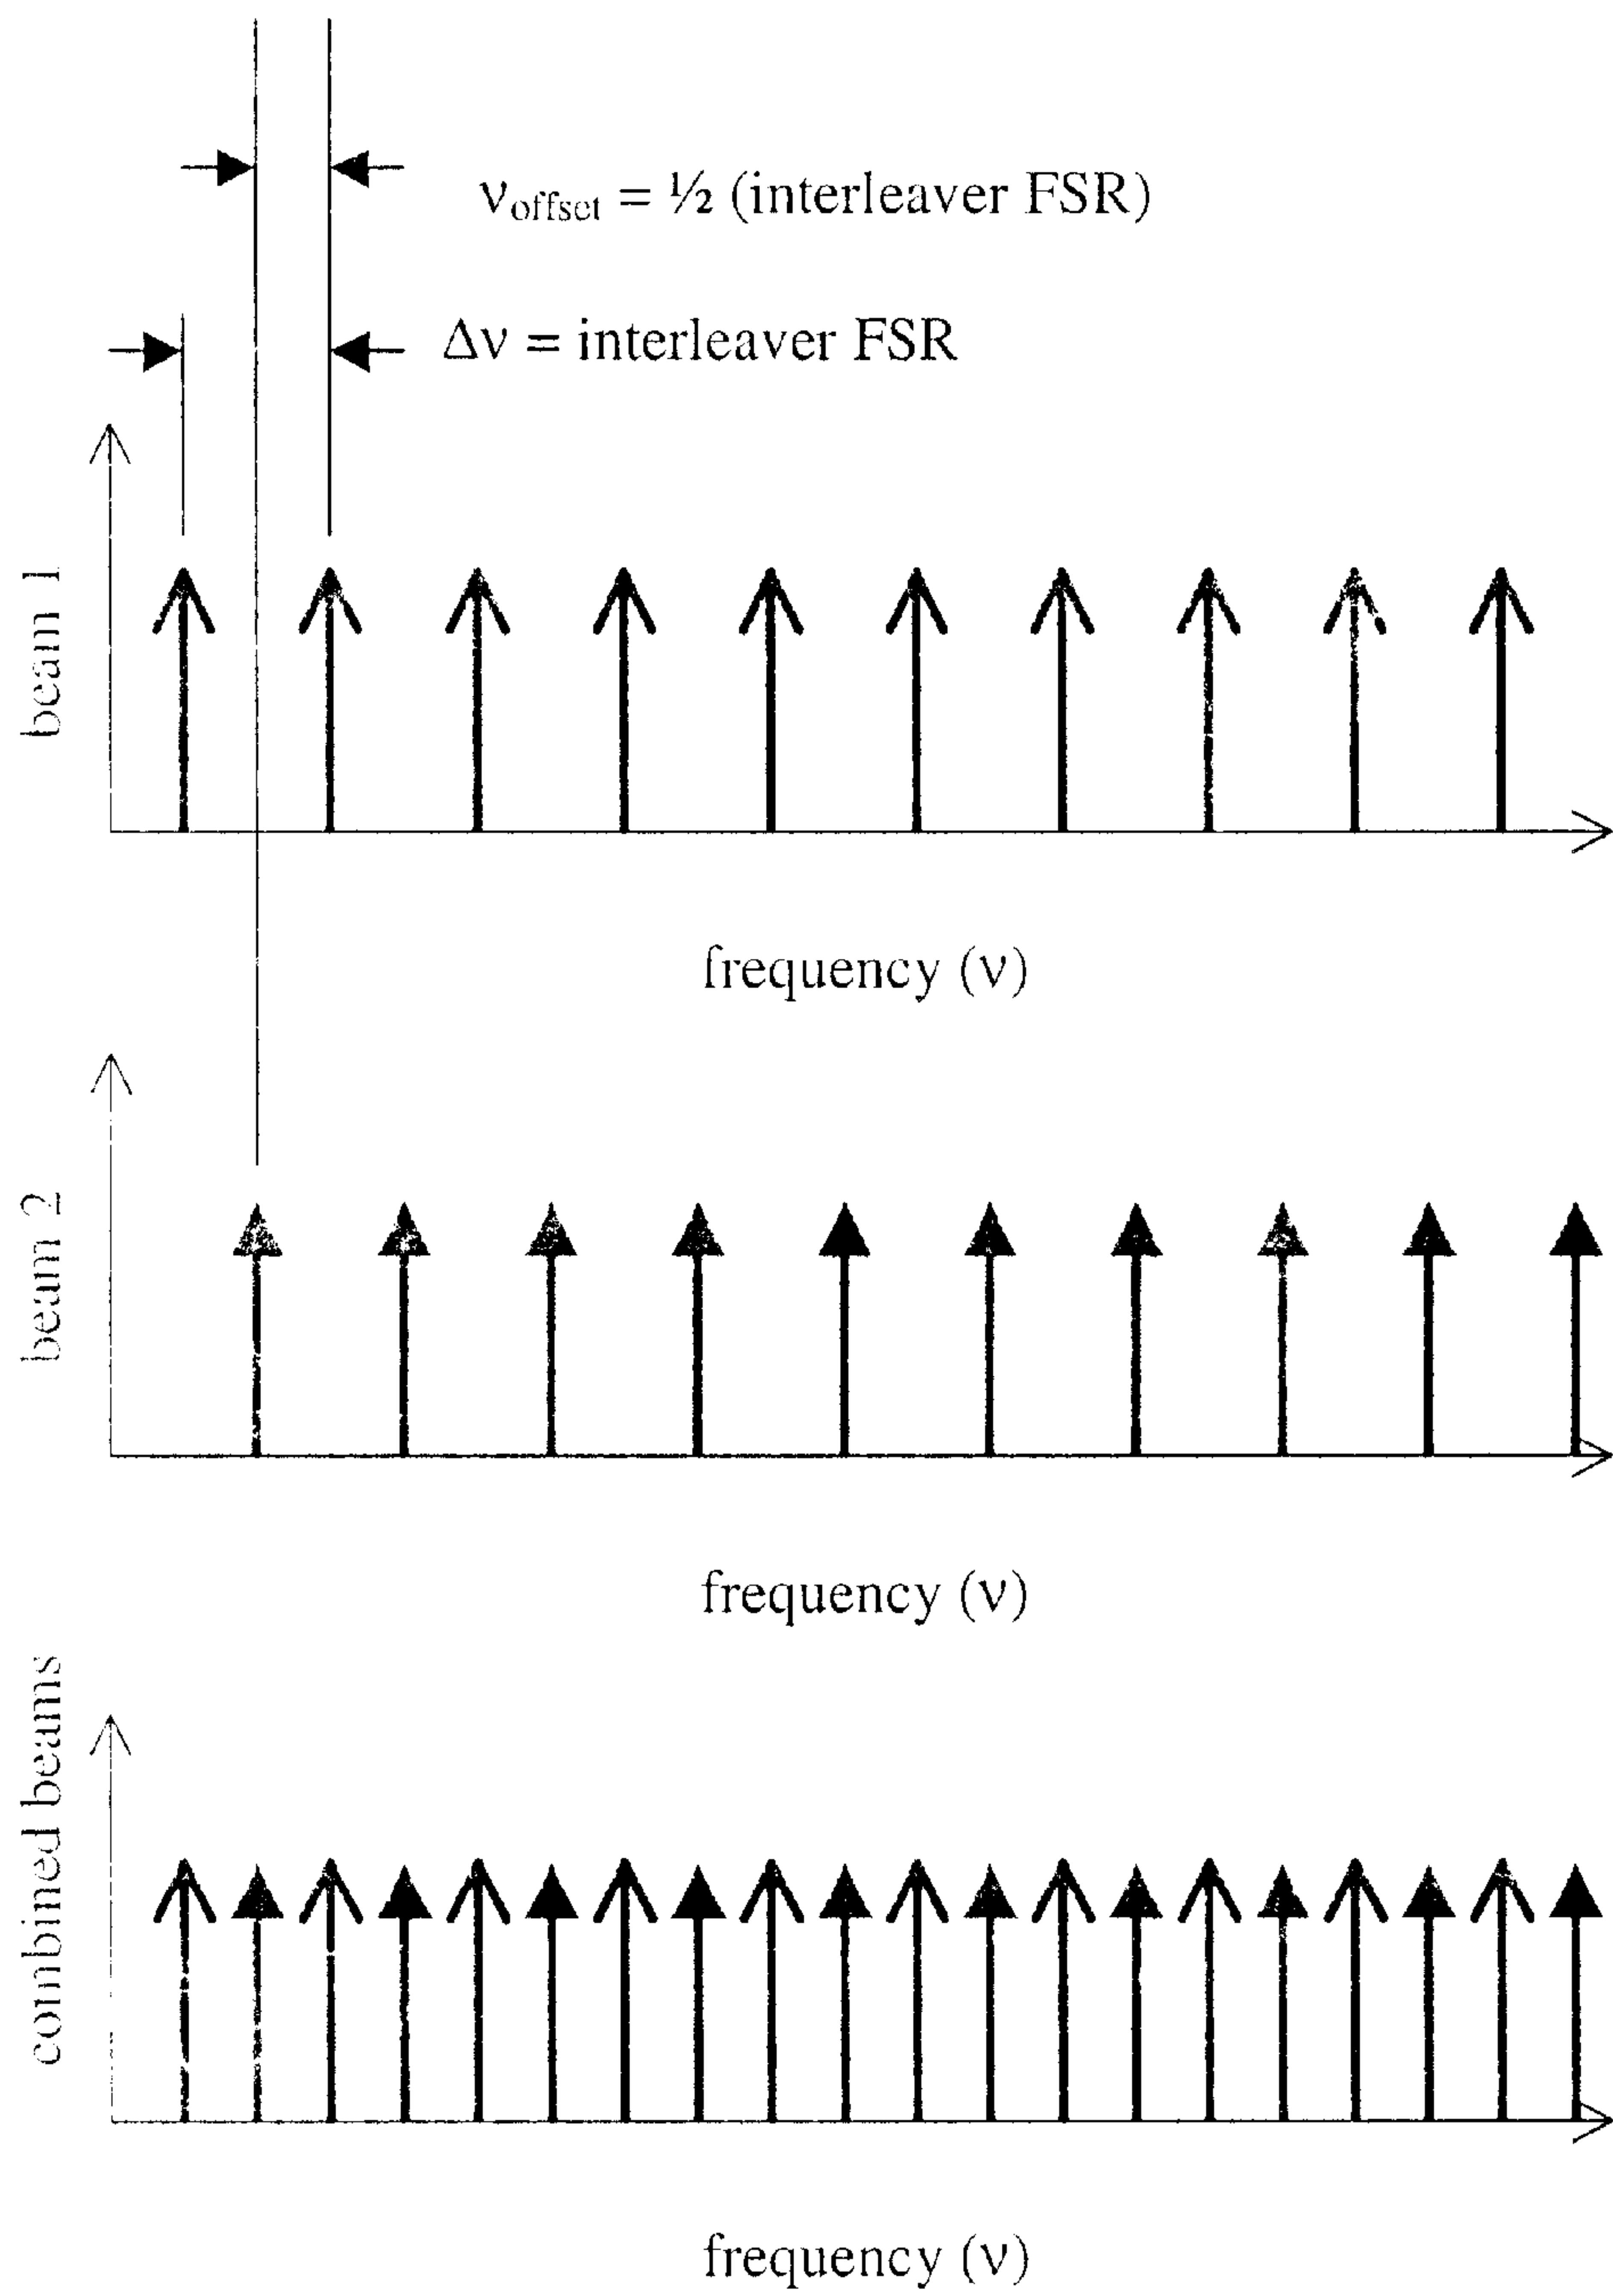 ν_offset = ½ (interleaver FSR)
Δν = interleaver FSR
beam 1
frequency (ν)
beam 2
frequency (ν)
combined beams
frequency (ν)